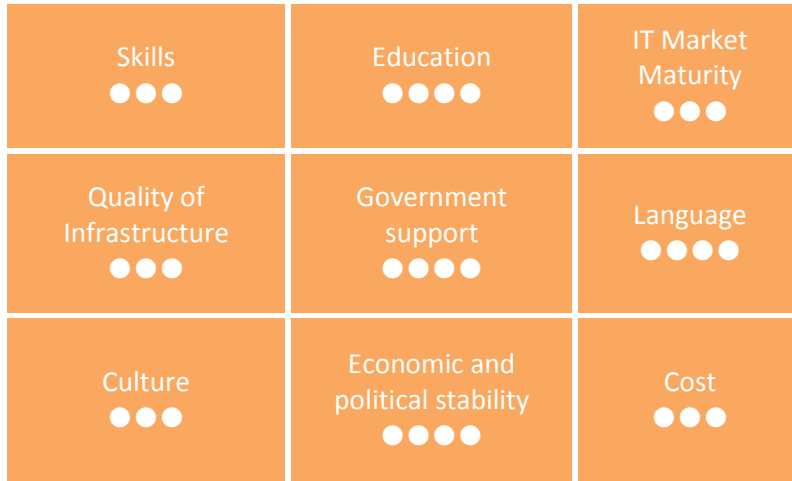 Skills
Education
IT Market
Maturity
Quality of
Infrastructure
Government
support
Language
Culture
Economic and
political stability
Cost